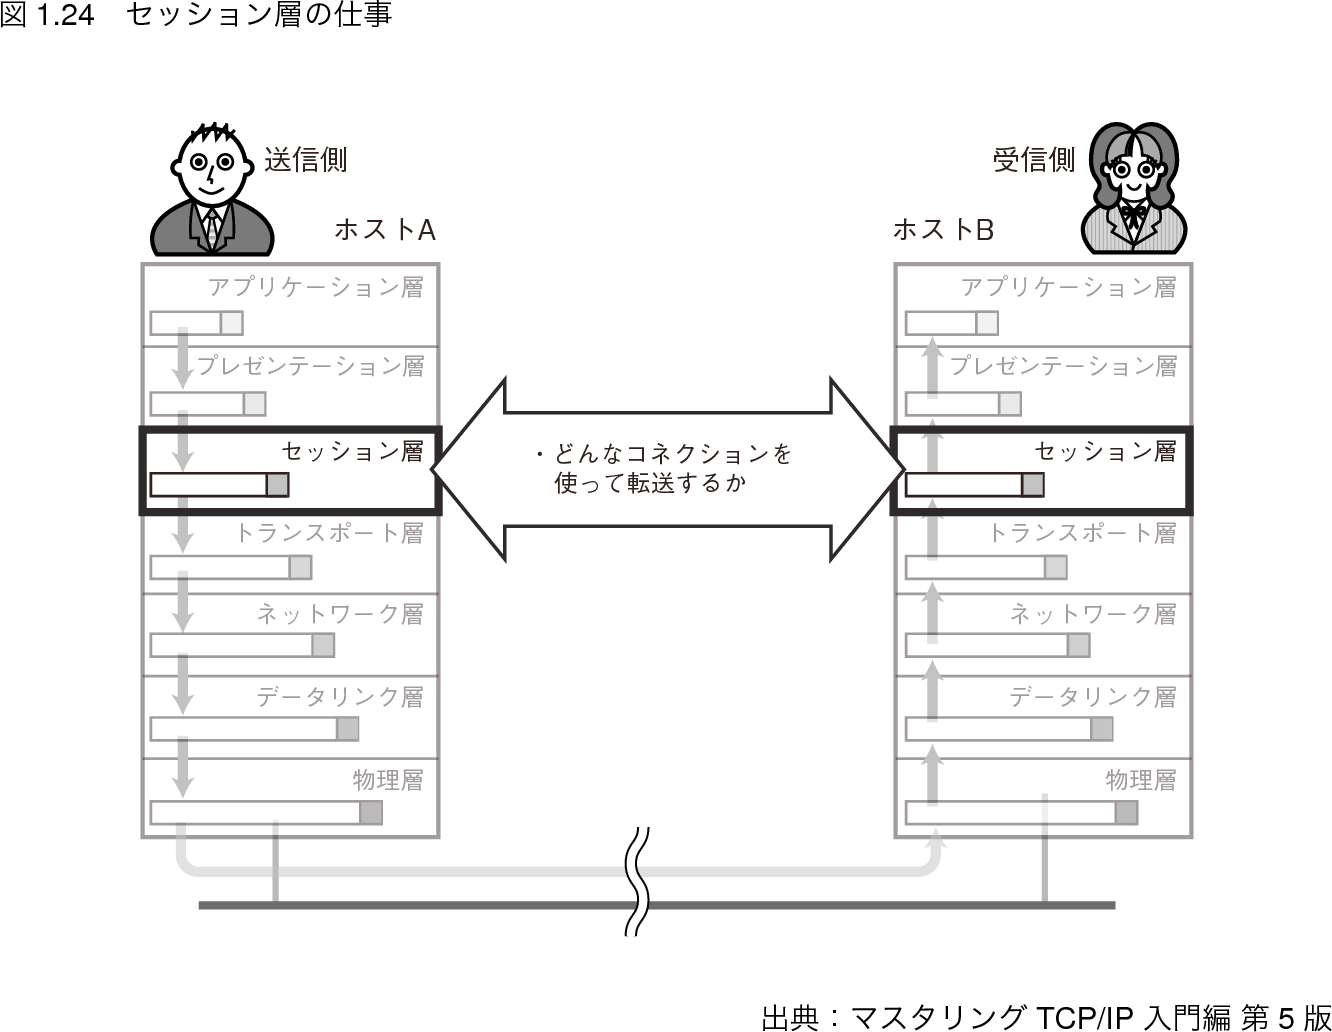 図 1.24　セッション層の仕事
送信側
受信側
ホストA
ホストB
アプリケーション層
アプリケーション層
プレゼンテーション層
プレゼンテーション層
セッション層
・どんなコネクションを
使って転送するか
セッション層
トランスポート層
トランスポート層
ネットワーク層
ネットワーク層
データリンク層
データリンク層
物理層
物理層
出典：マスタリング TCP/IP 入門編 第 5 版